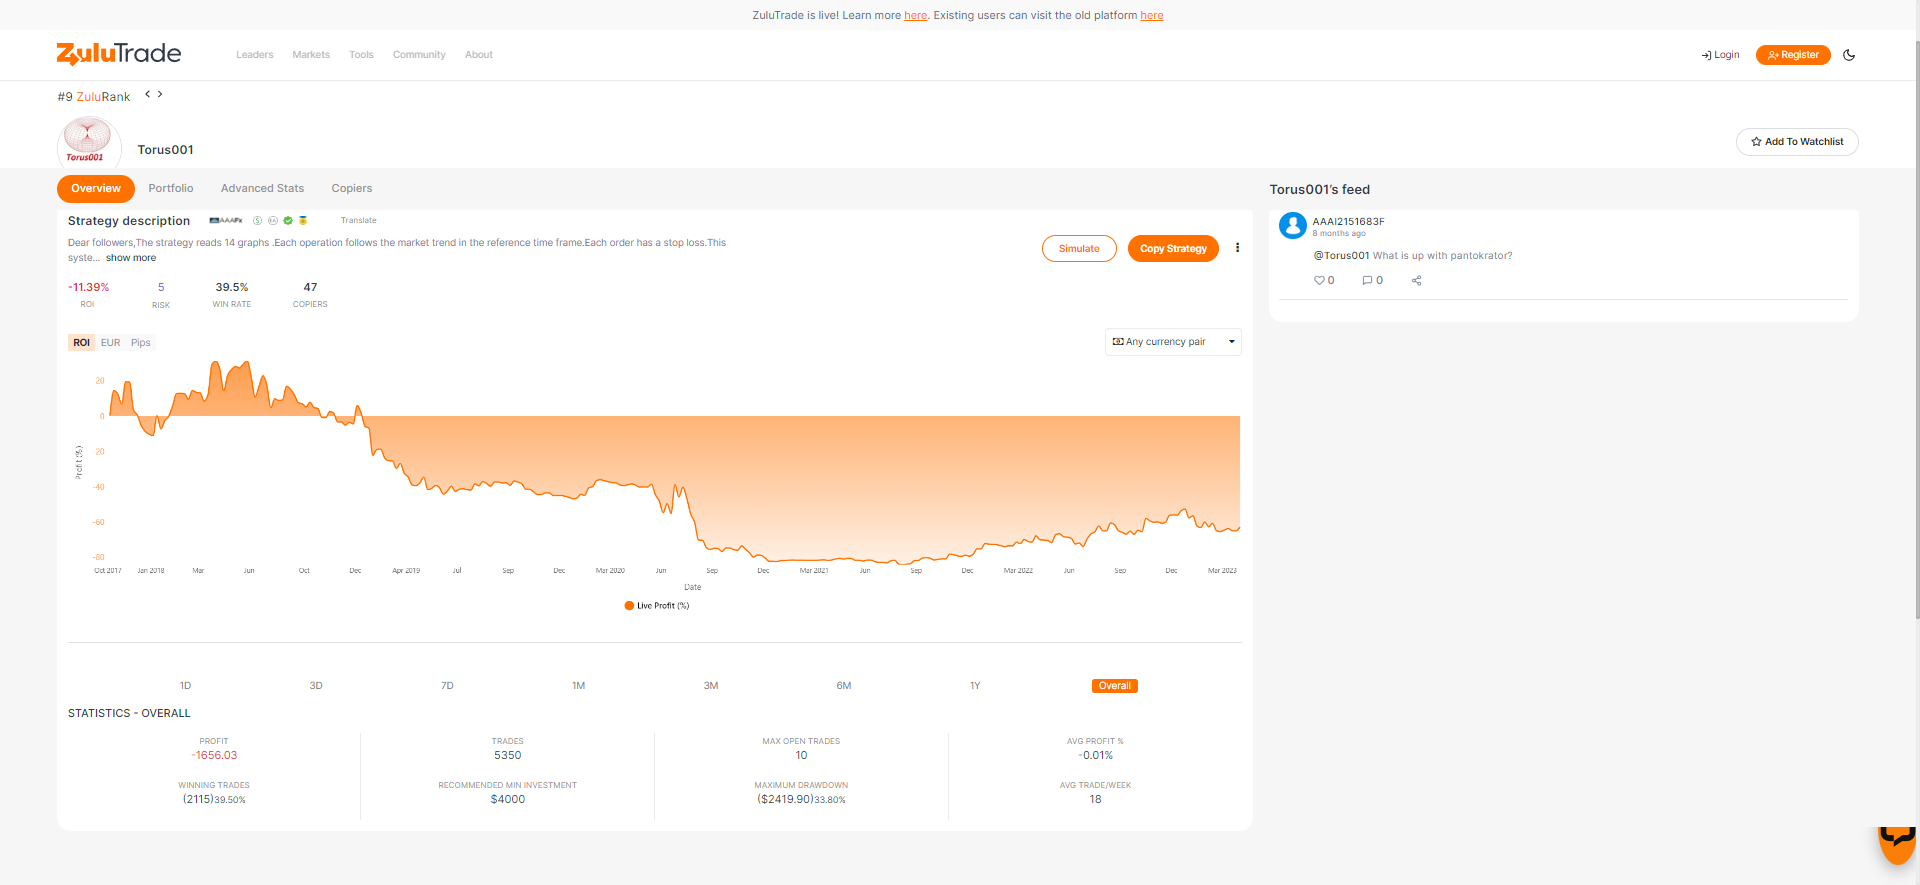 ZuluTrade is live! Learn more here. Existing users can visit the old platform here
ZuluTrade
Leaders
Markets
Tools
Community
About
Login
Register
#9 ZuluRank
Torus001
Torus001
Add To Watchlist
Overview
Portfolio
Advanced Stats
Copiers
Strategy description
AAAFx
Translate
Dear followers,The strategy reads 14 graphs .Each operation follows the market trend in the reference time frame.Each order has a stop loss.This
syste... show more
Simulate
Copy Strategy
-11.39%
5
39.5%
47
ROI
RISK
WIN RATE
COPIERS
ROI
EUR
Pips
Any currency pair
20
0
20
-40
-60
-80
Profit (%)
Oct 2017
Jan 2018
Mar
Jun
Oct
Dec
Apr 2019
Jul
Sep
Dec
Mar 2020
Jun
Sep
Dec
Mar 2021
Jun
Sep
Dec
Mar 2022
Jun
Sep
Dec
Mar 2023
Date
Live Profit (%)
1D
3D
7D
1M
3M
6M
1Y
Overall
STATISTICS - OVERALL
PROFIT
-1656.03
TRADES
5350
MAX OPEN TRADES
10
AVG PROFIT %
-0.01%
WINNING TRADES
(2115)39.50%
RECOMMENDED MIN INVESTMENT
$4000
MAXIMUM DRAWDOWN
($2419.90)33.80%
AVG TRADE/WEEK
18
Torus001's feed
AAAI2151683F
8 months ago
@Torus001 What is up with pantokrator?
0
0